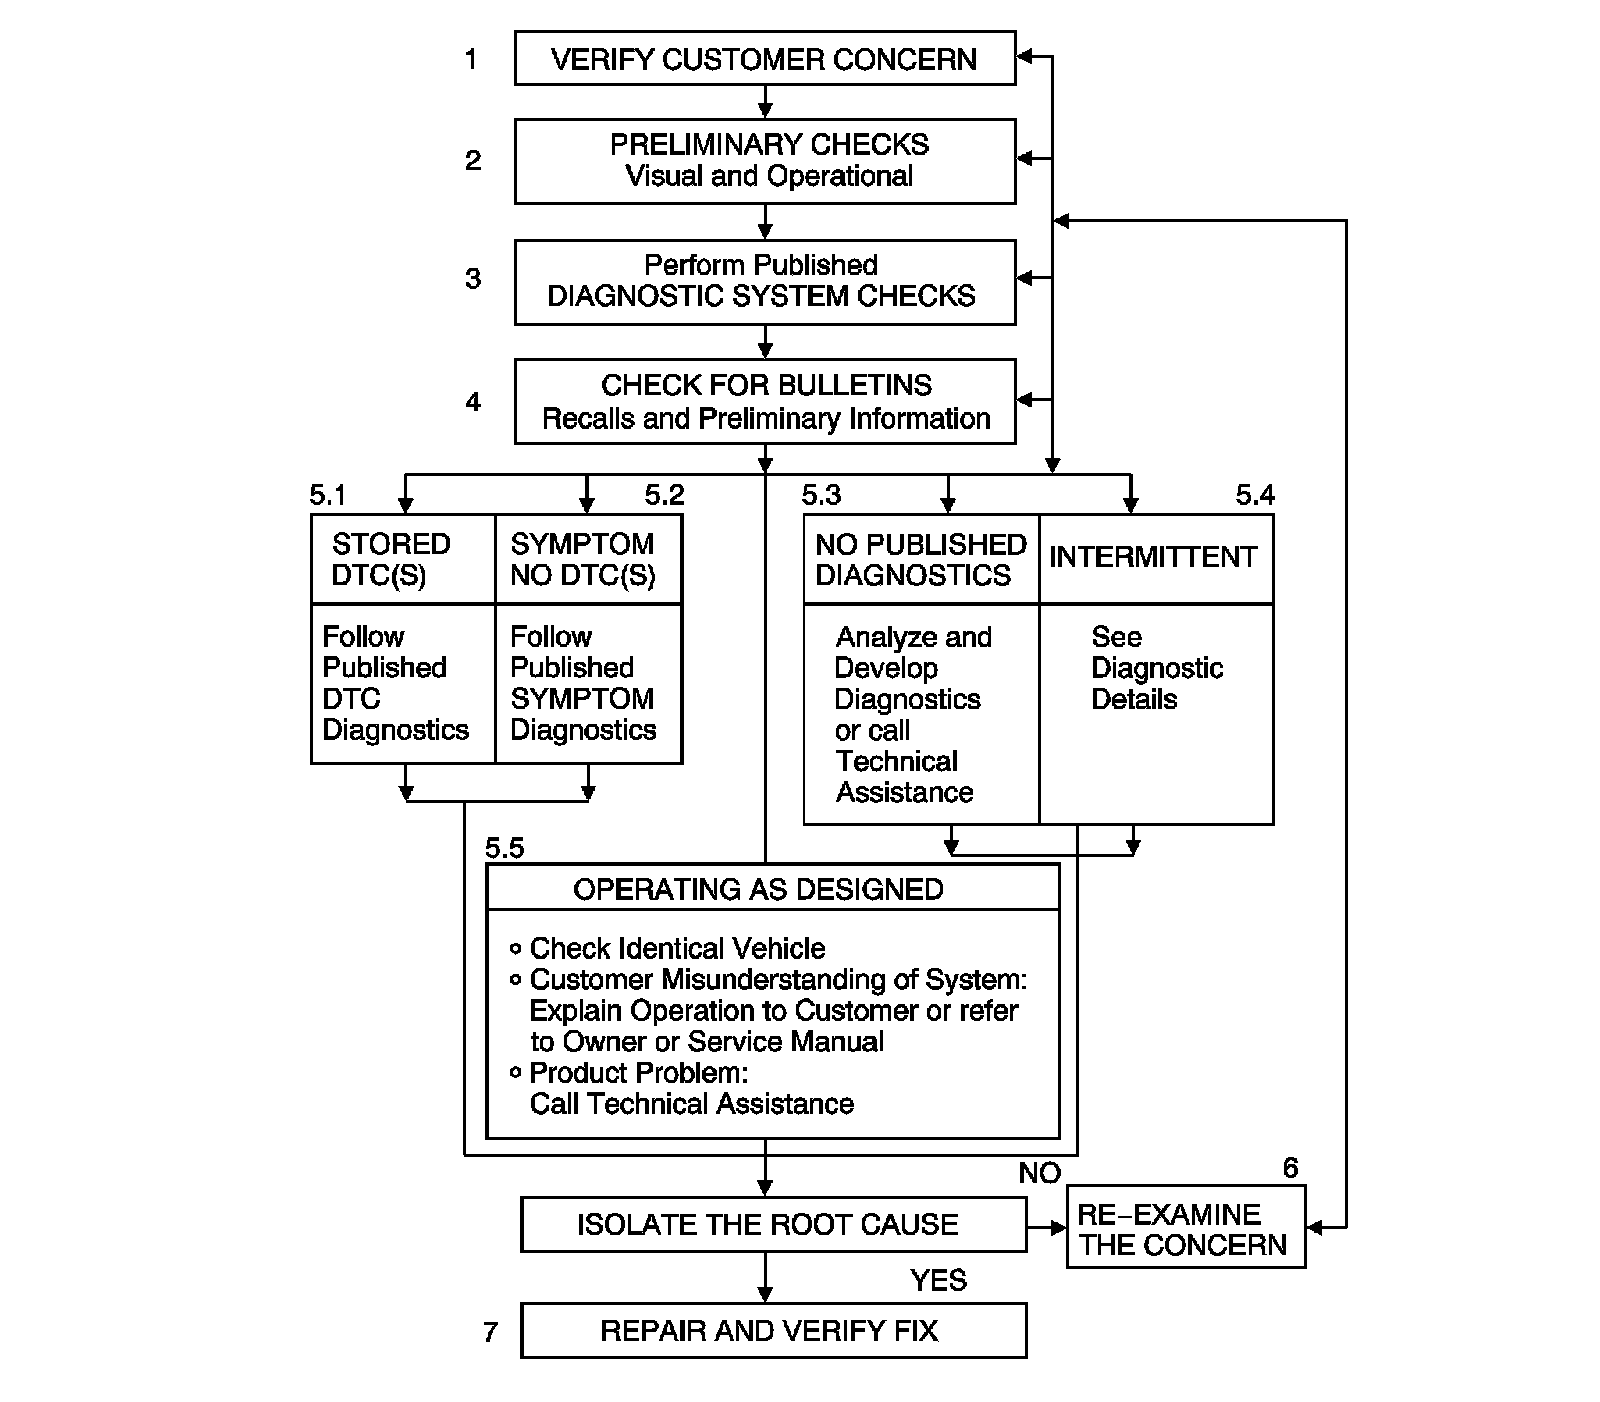 1
VERIFY CUSTOMER CONCERN
2
PRELIMINARY CHECKS
Visual and Operational
3
Perform Published
DIAGNOSTIC SYSTEM CHECKS
4
CHECK FOR BULLETINS
Recalls and Preliminary Information
5.1
STORED
DTC(S)
Follow
Published
DTC
Diagnostics
5.2
SYMPTOM
NO DTC(S)
Follow
Published
SYMPTOM
Diagnostics
5.3
NO PUBLISHED
DIAGNOSTICS
Analyze and
Develop
Diagnostics
or call
Technical
Assistance
5.4
INTERMITTENT
See
Diagnostic
Details
5.5
OPERATING AS DESIGNED
Check Identical Vehicle
Customer Misunderstanding of System:
Explain Operation to Customer or refer
to Owner or Service Manual
Product Problem:
Call Technical Assistance
ISOLATE THE ROOT CAUSE
NO
6
RE-EXAMINE
THE CONCERN
YES
7
REPAIR AND VERIFY FIX